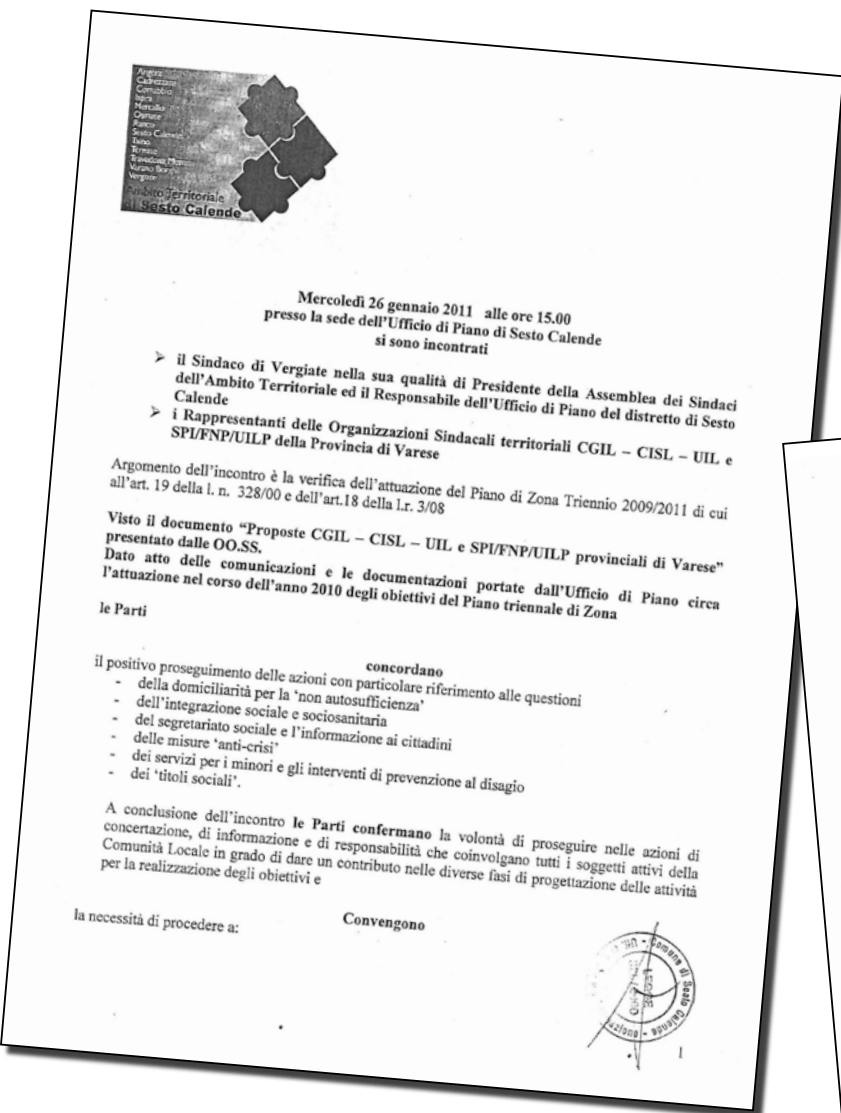 Angera
Cadrezzate
Comabbio
Ispra
Mercallo
Osmate
Ranco
Sesto Calende
Taino
Ternate
Travedona Monate
Varano Borghi
Vergiate
Ambito Territoriale
di Sesto Calende
Mercoledì 26 gennaio 2011 alle ore 15.00
presso la sede dell'Ufficio di Piano di Sesto Calende
si sono incontrati
➢ il Sindaco di Vergiate nella sua qualità di Presidente della Assemblea dei Sindaci
dell'Ambito Territoriale ed il Responsabile dell'Ufficio di Piano del distretto di Sesto
Calende
➢ i Rappresentanti delle Organizzazioni Sindacali territoriali CGIL – CISL – UIL e
SPI/FNP/UILP della Provincia di Varese
Argomento dell'incontro è la verifica dell'attuazione del Piano di Zona Triennio 2009/2011 di cui
all'art. 19 della l. n. 328/00 e dell'art.18 della l.r. 3/08
Visto il documento “Proposte CGIL – CISL – UIL e SPI/FNP/UILP provinciali di Varese”
presentato dalle OO.SS.
Dato atto delle comunicazioni e le documentazioni portate dall'Ufficio di Piano circa
l'attuazione nel corso dell'anno 2010 degli obiettivi del Piano triennale di Zona
le Parti
concordano
il positivo proseguimento delle azioni con particolare riferimento alle questioni
- della domiciliarità per la 'non autosufficienza'
- dell'integrazione sociale e sociosanitaria
- del segretariato sociale e l'informazione ai cittadini
- delle misure 'anti-crisi'
- dei servizi per i minori e gli interventi di prevenzione al disagio
- dei 'titoli sociali'.
A conclusione dell'incontro le Parti confermano la volontà di proseguire nelle azioni di
concertazione, di informazione e di responsabilità che coinvolgano tutti i soggetti attivi della
Comunità Locale in grado di dare un contributo nelle diverse fasi di progettazione delle attività
per la realizzazione degli obiettivi e
Convengono
la necessità di procedere a:
Comune di Sesto Calende
1